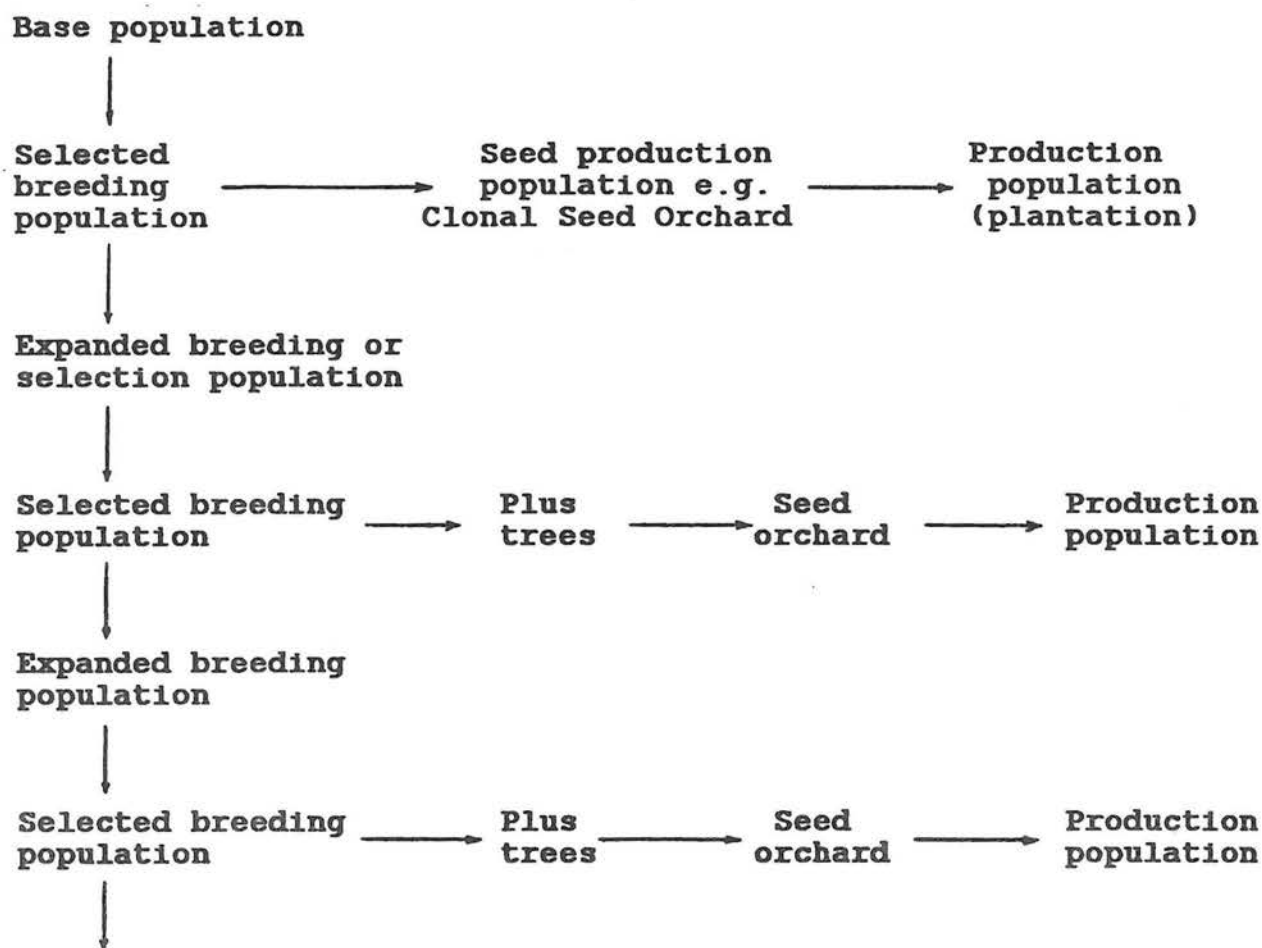 Base population
Selected
breeding
population
Seed production
population e.g.
Clonal Seed Orchard
Production
population
(plantation)
Expanded breeding or
selection population
Selected breeding
population
Plus
trees
Seed
orchard
Production
population
Expanded breeding
population
Selected breeding
population
Plus
trees
Seed
orchard
Production
population